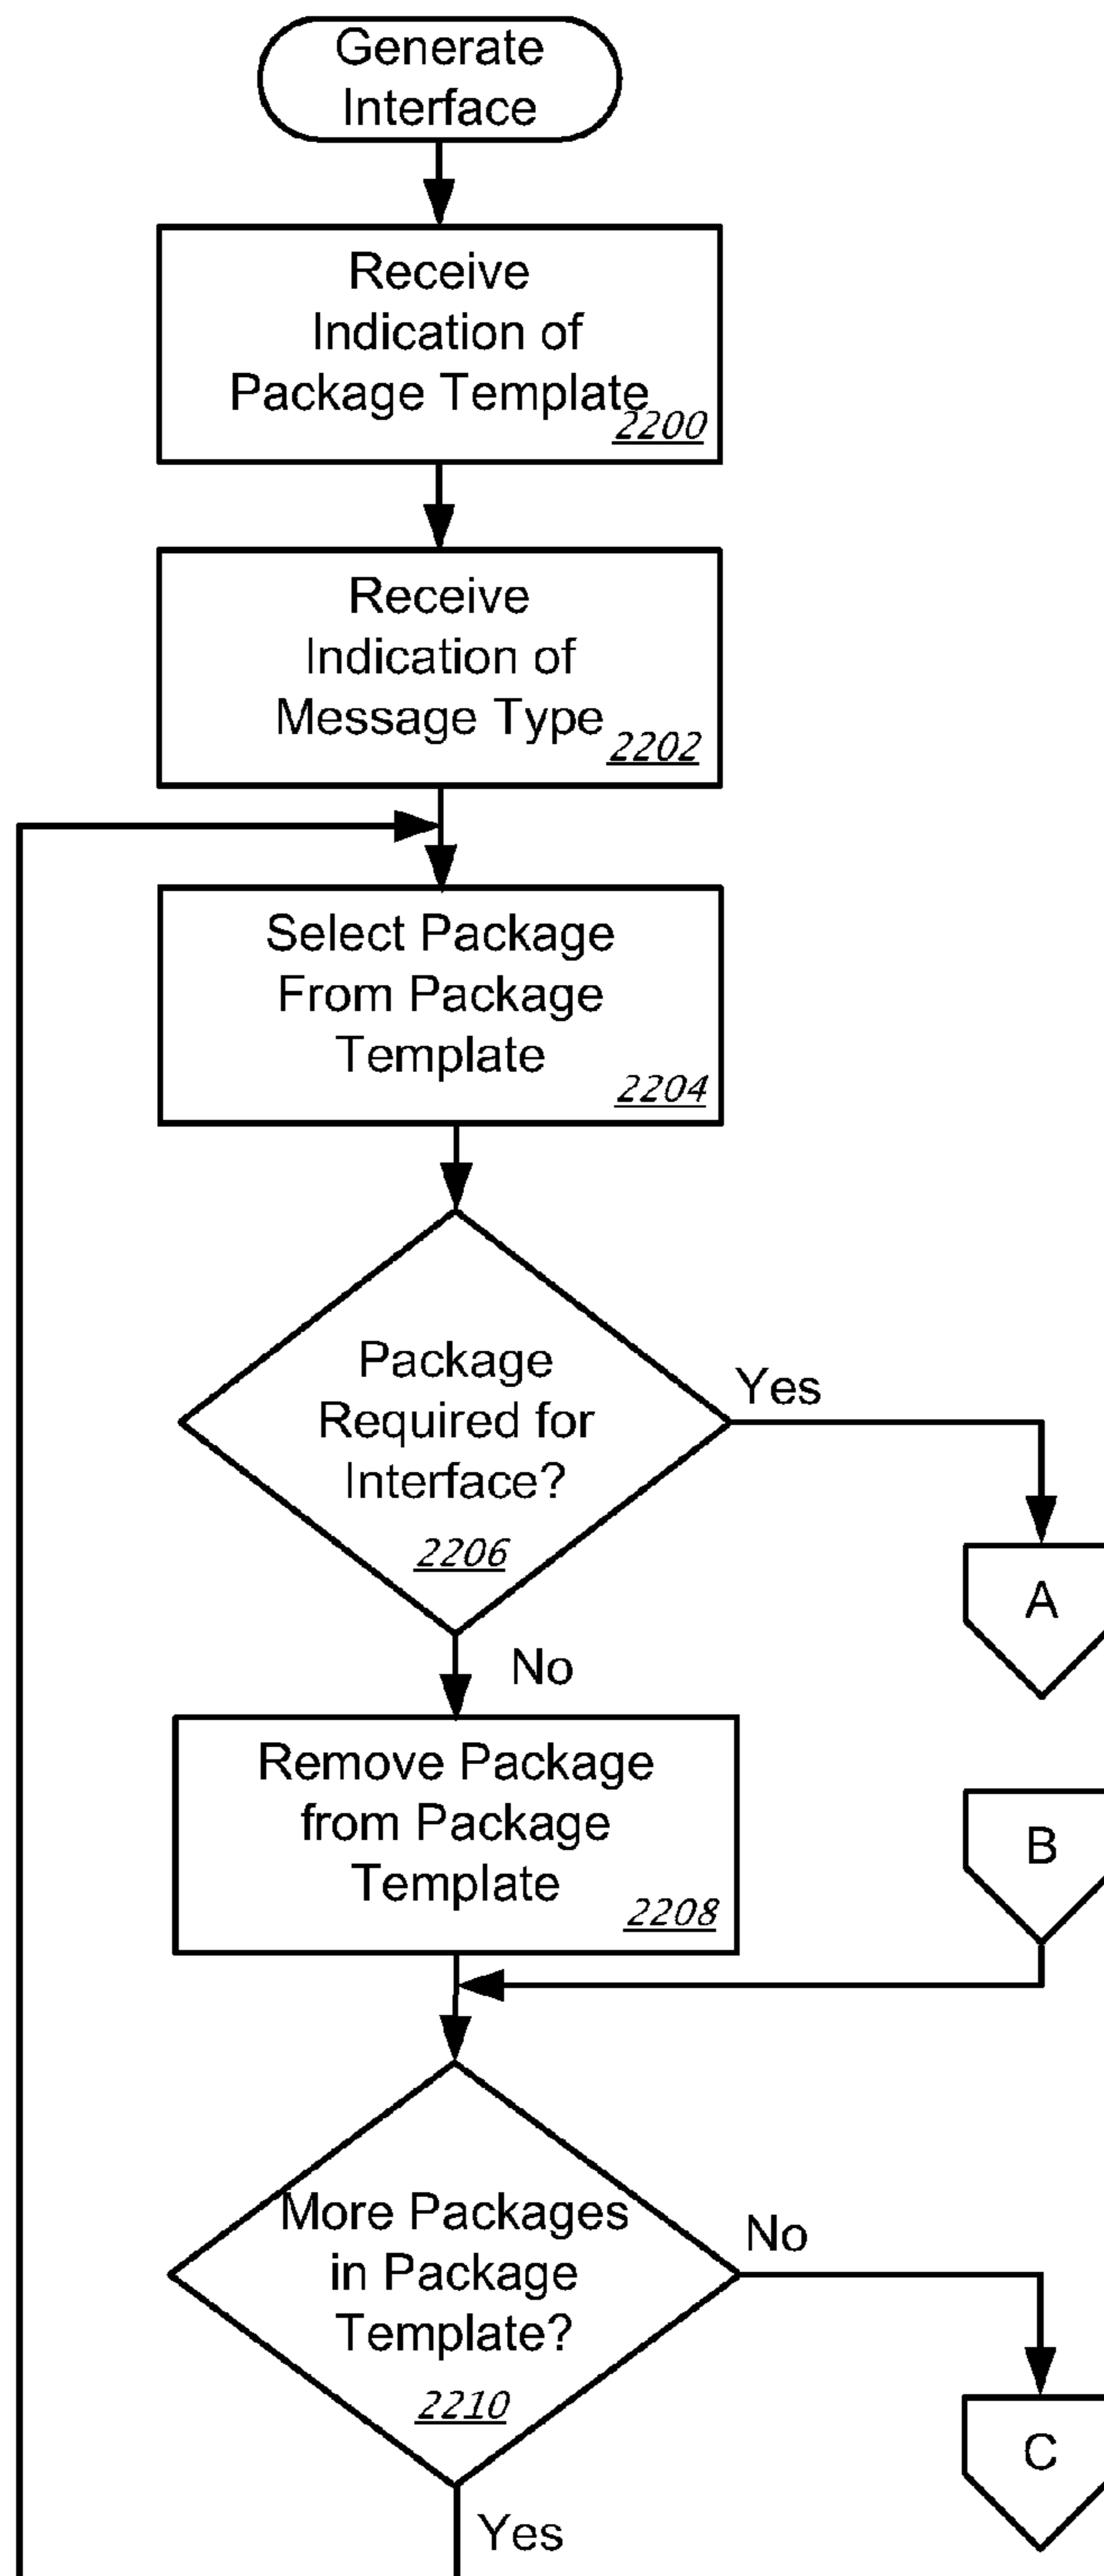 Generate
Interface
Receive
Indication of
Package Template
2200
Receive
Indication of
Message Type
2202
Select Package
From Package
Template
2204
Package
Required for
Interface?
2206
Yes
A
No
Remove Package
from Package
Template
2208
B
More Packages
in Package
Template?
2210
No
C
Yes